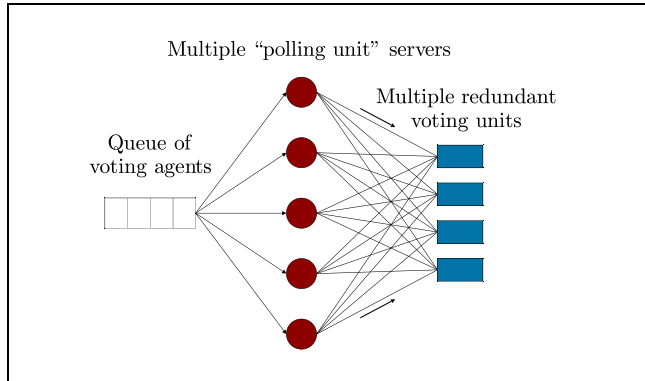 Multiple “polling unit” servers
Multiple redundant
voting units
Queue of
voting agents